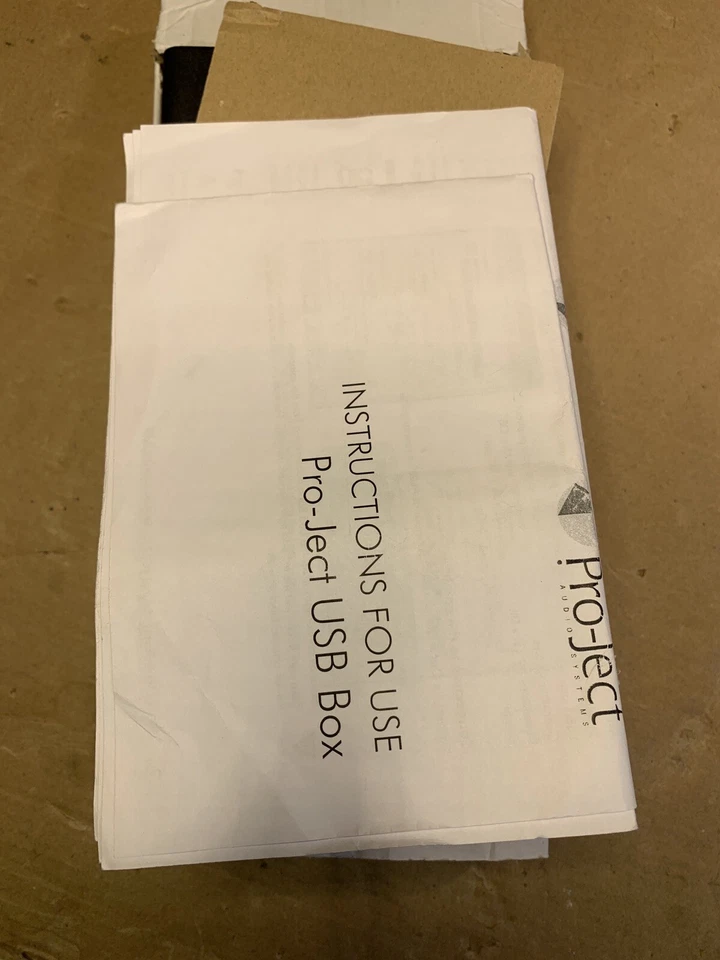 Pro-Ject
AUDIO SYSTEMS
INSTRUCTIONS FOR USE
Pro-Ject USB Box